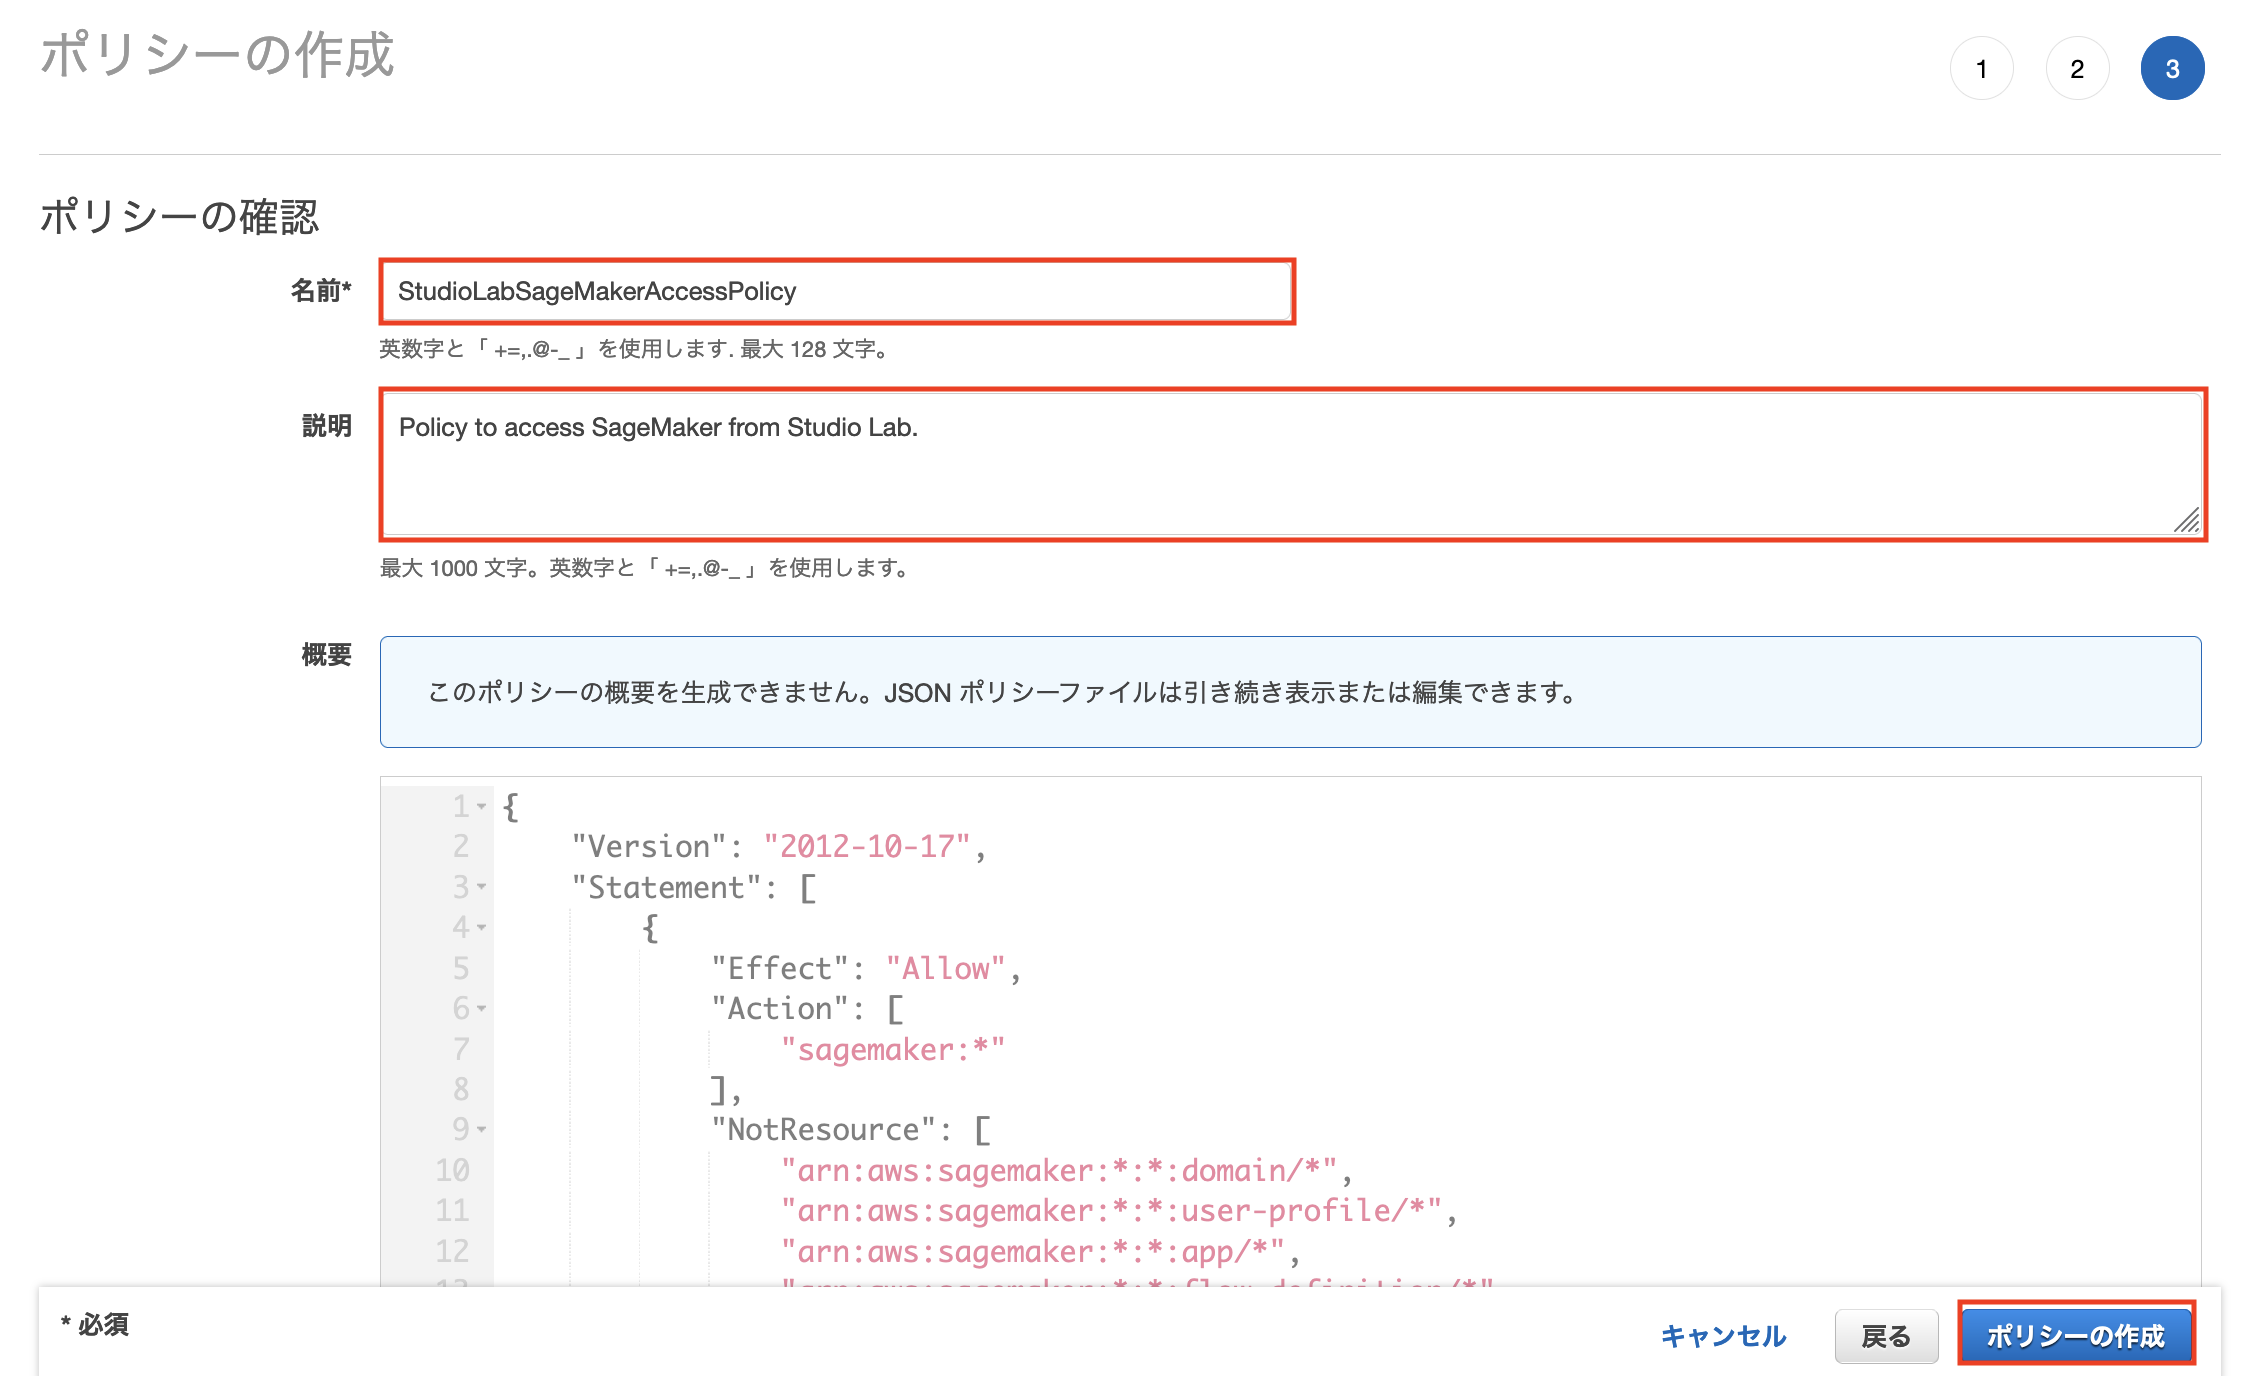 ポリシーの作成
1 2 3
ポリシーの確認
名前* StudioLabSageMakerAccessPolicy
英数字と「 +=,.@-_ 」を使用します. 最大 128 文字。
説明 Policy to access SageMaker from Studio Lab.
最大 1000 文字。英数字と「 +=,.@-_ 」を使用します。
概要 このポリシーの概要を生成できません。JSON ポリシーファイルは引き続き表示または編集できます。
1 {
2 "Version": "2012-10-17",
3 "Statement": [
4 {
5 "Effect": "Allow",
6 "Action": [
7 "sagemaker:*"
8 ],
9 "NotResource": [
10 "arn:aws:sagemaker:*:*:domain/*",
11 "arn:aws:sagemaker:*:*:user-profile/*",
12 "arn:aws:sagemaker:*:*:app/*",
13 "arn:aws:sagemaker:*:*:flow-definition/*"
* 必須
キャンセル 戻る ポリシーの作成